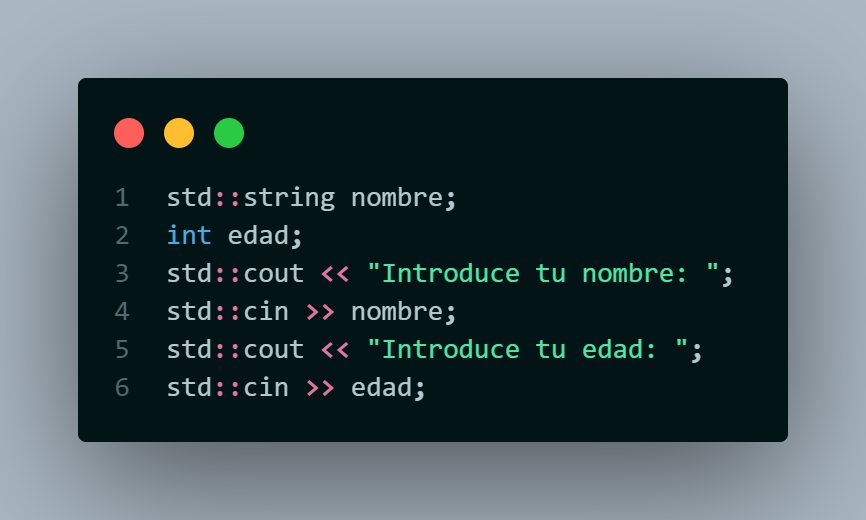 1 std::string nombre;
2 int edad;
3 std::cout << "Introduce tu nombre: ";
4 std::cin >> nombre;
5 std::cout << "Introduce tu edad: ";
6 std::cin >> edad;